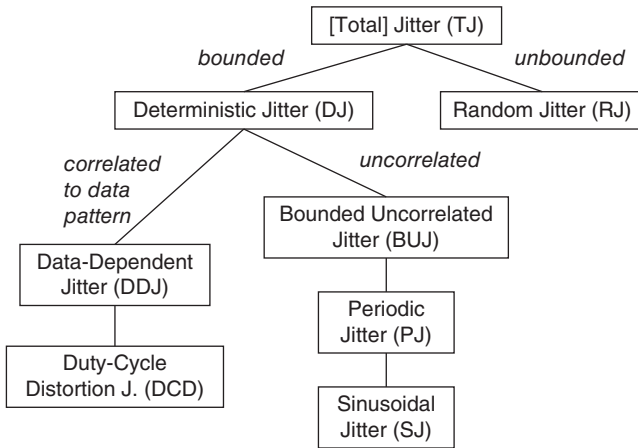 [Total] Jitter (TJ)
bounded
unbounded
Deterministic Jitter (DJ)
Random Jitter (RJ)
correlated
to data
pattern
uncorrelated
Bounded Uncorrelated
Jitter (BUJ)
Data-Dependent
Jitter (DDJ)
Periodic
Jitter (PJ)
Duty-Cycle
Distortion J. (DCD)
Sinusoidal
Jitter (SJ)